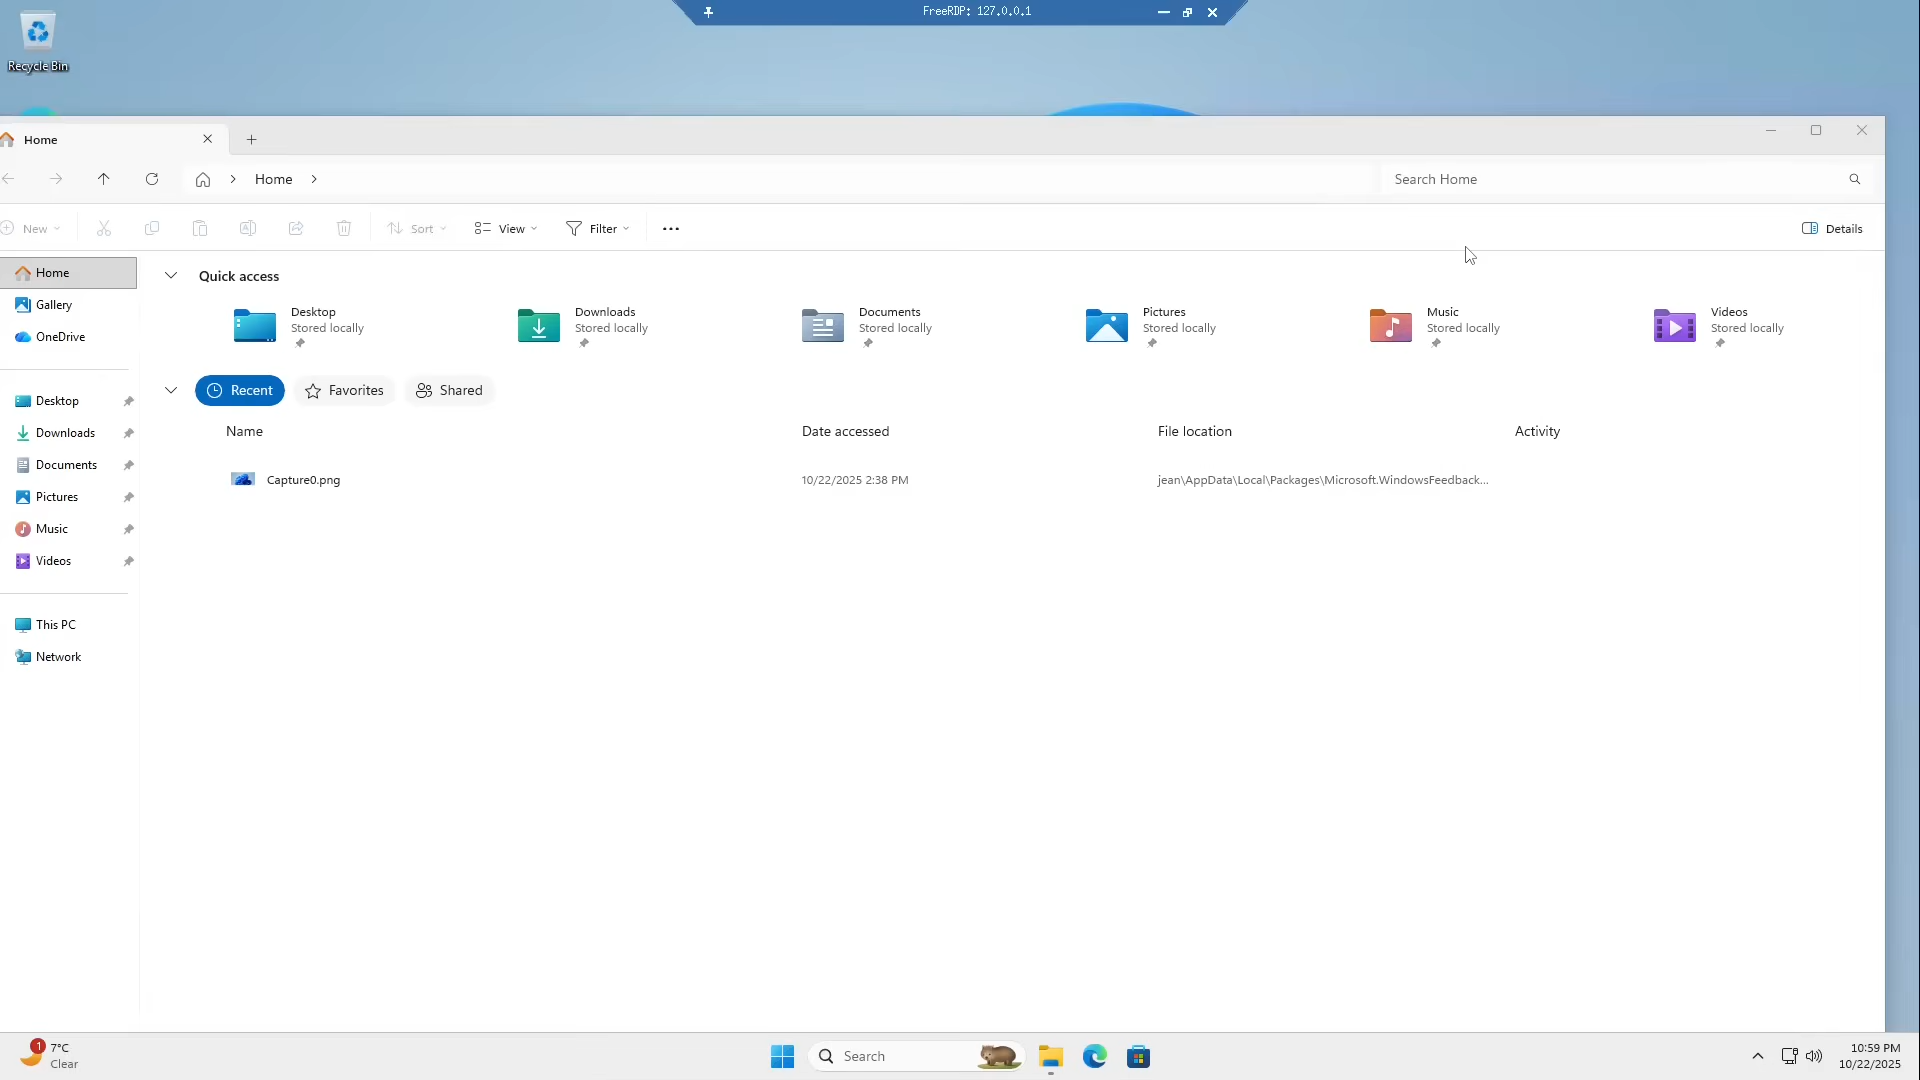 FreeRDP: 127.0.0.1
Recycle Bin
Home
Home
Search Home
New
Sort
View
Filter
Details
Home
Gallery
OneDrive
Desktop
Downloads
Documents
Pictures
Music
Videos
This PC
Network
Quick access
Desktop
Stored locally
Downloads
Stored locally
Documents
Stored locally
Pictures
Stored locally
Music
Stored locally
Videos
Stored locally
Recent
Favorites
Shared
Name
Date accessed
File location
Activity
Capture0.png
10/22/2025 2:38 PM
jean\AppData\Local\Packages\Microsoft.WindowsFeedback...
1
7°C
Clear
Search
10:59 PM
10/22/2025